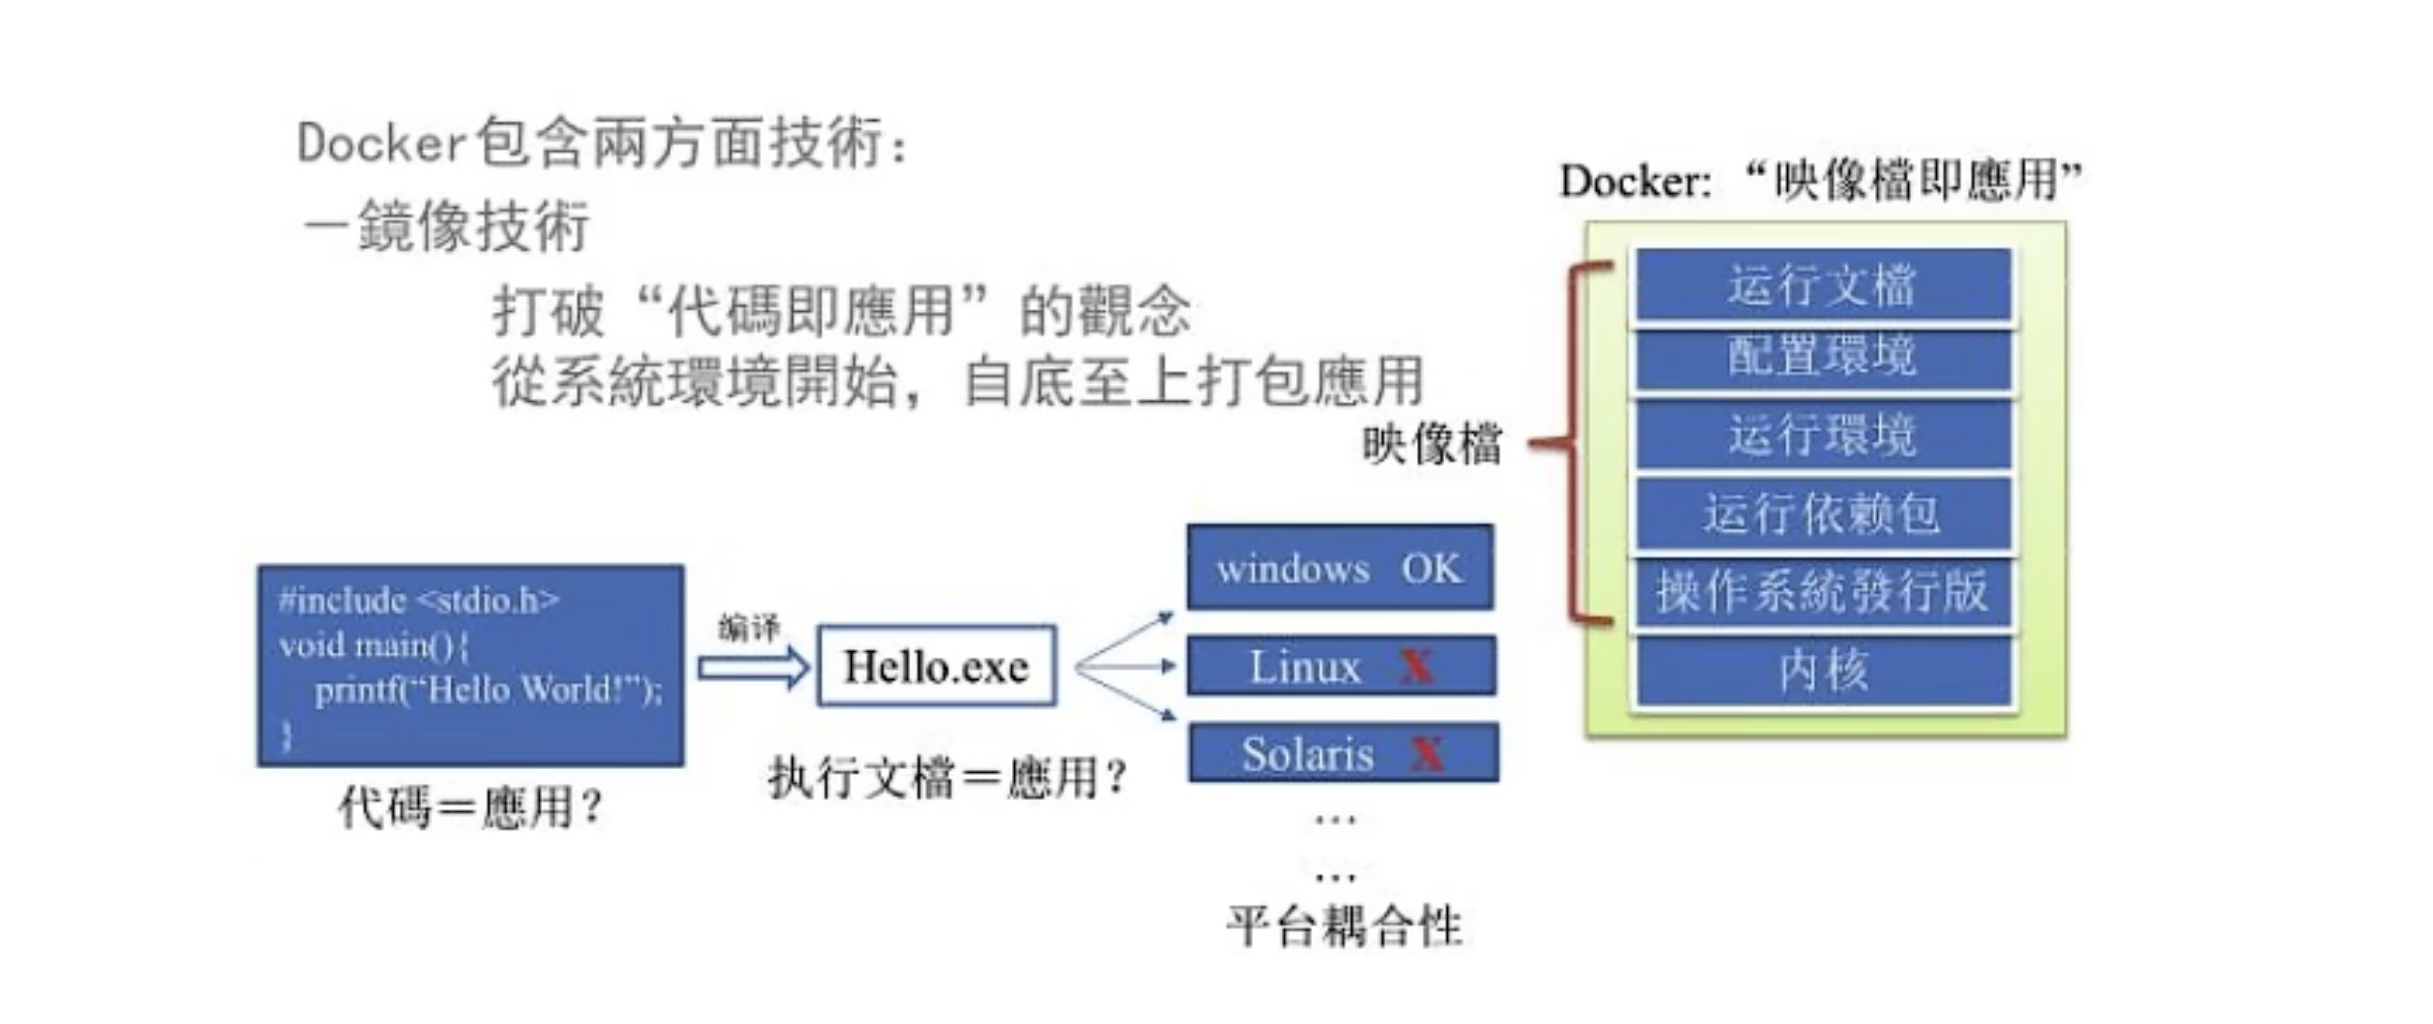 Docker包含兩方面技術：
－鏡像技術
打破“代碼即應用”的觀念
從系統環境開始，自底至上打包應用
Docker: “映像檔即應用”
映像檔
运行文檔
配置環境
运行環境
运行依赖包
操作系統發行版
内核
#include <stdio.h>
void main(){
printf(“Hello World!”);
}
代碼＝應用？
编译
Hello.exe
执行文檔＝應用？
windows OK
Linux X
Solaris X
...
...
平台耦合性